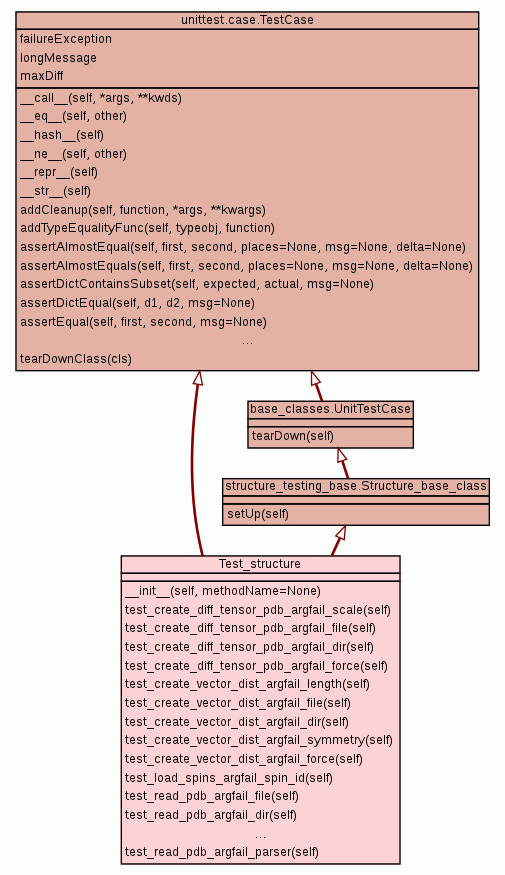 unittest.case.TestCase
failureException
longMessage
maxDiff
__call__(self, *args, **kwds)
__eq__(self, other)
__hash__(self)
__ne__(self, other)
__repr__(self)
__str__(self)
addCleanup(self, function, *args, **kwargs)
addTypeEqualityFunc(self, typeobj, function)
assertAlmostEqual(self, first, second, places=None, msg=None, delta=None)
assertAlmostEquals(self, first, second, places=None, msg=None, delta=None)
assertDictContainsSubset(self, expected, actual, msg=None)
assertDictEqual(self, d1, d2, msg=None)
assertEqual(self, first, second, msg=None)
...
tearDownClass(cls)
base_classes.UnitTestCase
tearDown(self)
structure_testing_base.Structure_base_class
setUp(self)
Test_structure
__init__(self, methodName=None)
test_create_diff_tensor_pdb_argfail_scale(self)
test_create_diff_tensor_pdb_argfail_file(self)
test_create_diff_tensor_pdb_argfail_dir(self)
test_create_diff_tensor_pdb_argfail_force(self)
test_create_vector_dist_argfail_length(self)
test_create_vector_dist_argfail_file(self)
test_create_vector_dist_argfail_dir(self)
test_create_vector_dist_argfail_symmetry(self)
test_create_vector_dist_argfail_force(self)
test_load_spins_argfail_spin_id(self)
test_read_pdb_argfail_file(self)
test_read_pdb_argfail_dir(self)
...
test_read_pdb_argfail_parser(self)